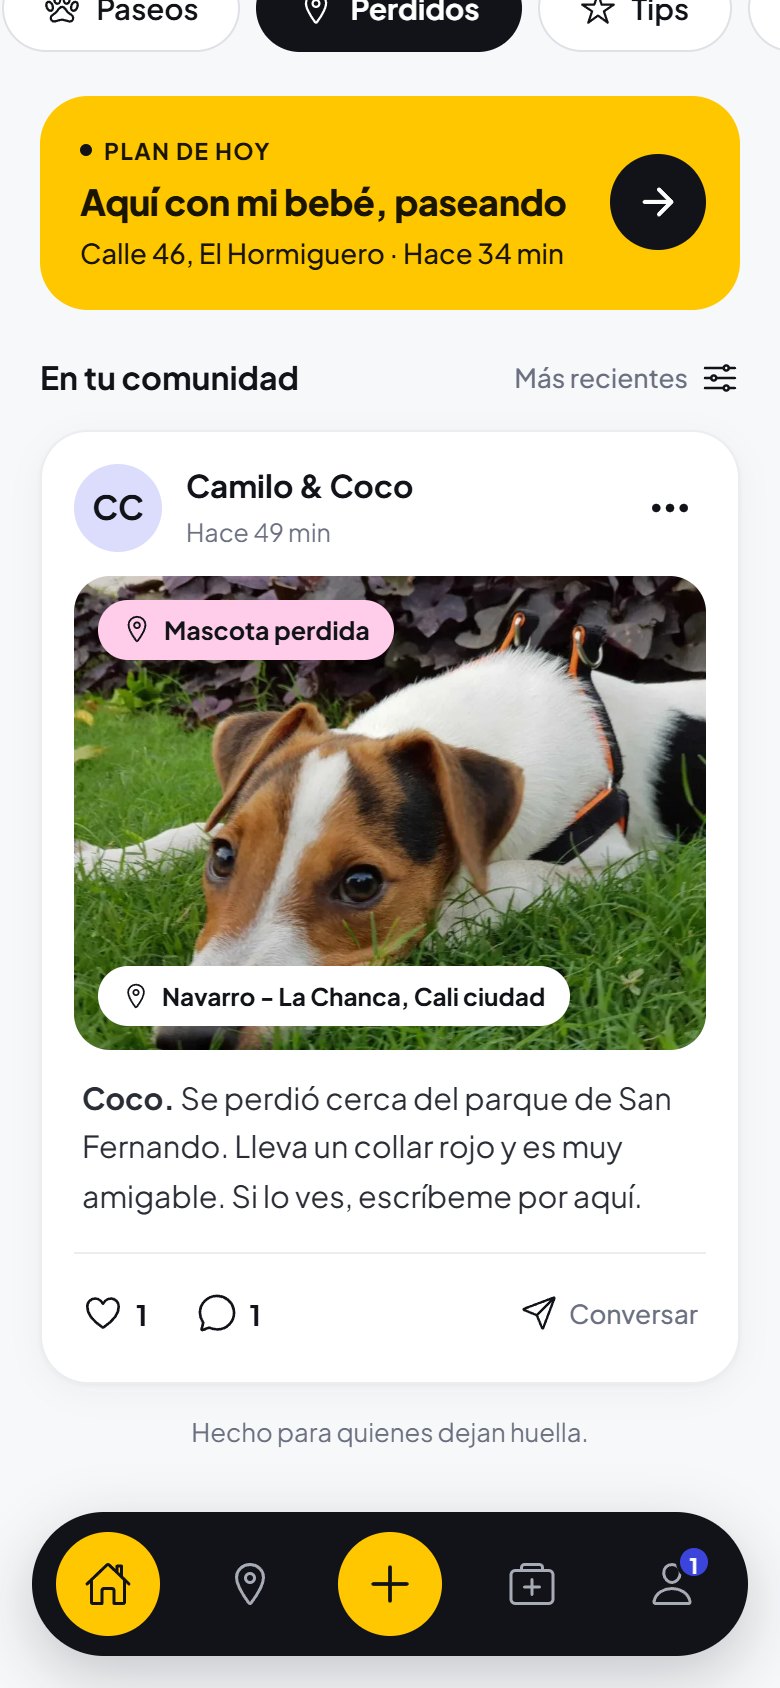 Paseos
Perdidos
Tips
PLAN DE HOY
Aquí con mi bebé, paseando
Calle 46, El Hormiguero · Hace 34 min
En tu comunidad
Más recientes
CC
Camilo & Coco
Hace 49 min
Mascota perdida
Navarro – La Chanca, Cali ciudad
Coco. Se perdió cerca del parque de San
Fernando. Lleva un collar rojo y es muy
amigable. Si lo ves, escríbeme por aquí.
1
1
Conversar
Hecho para quienes dejan huella.
1